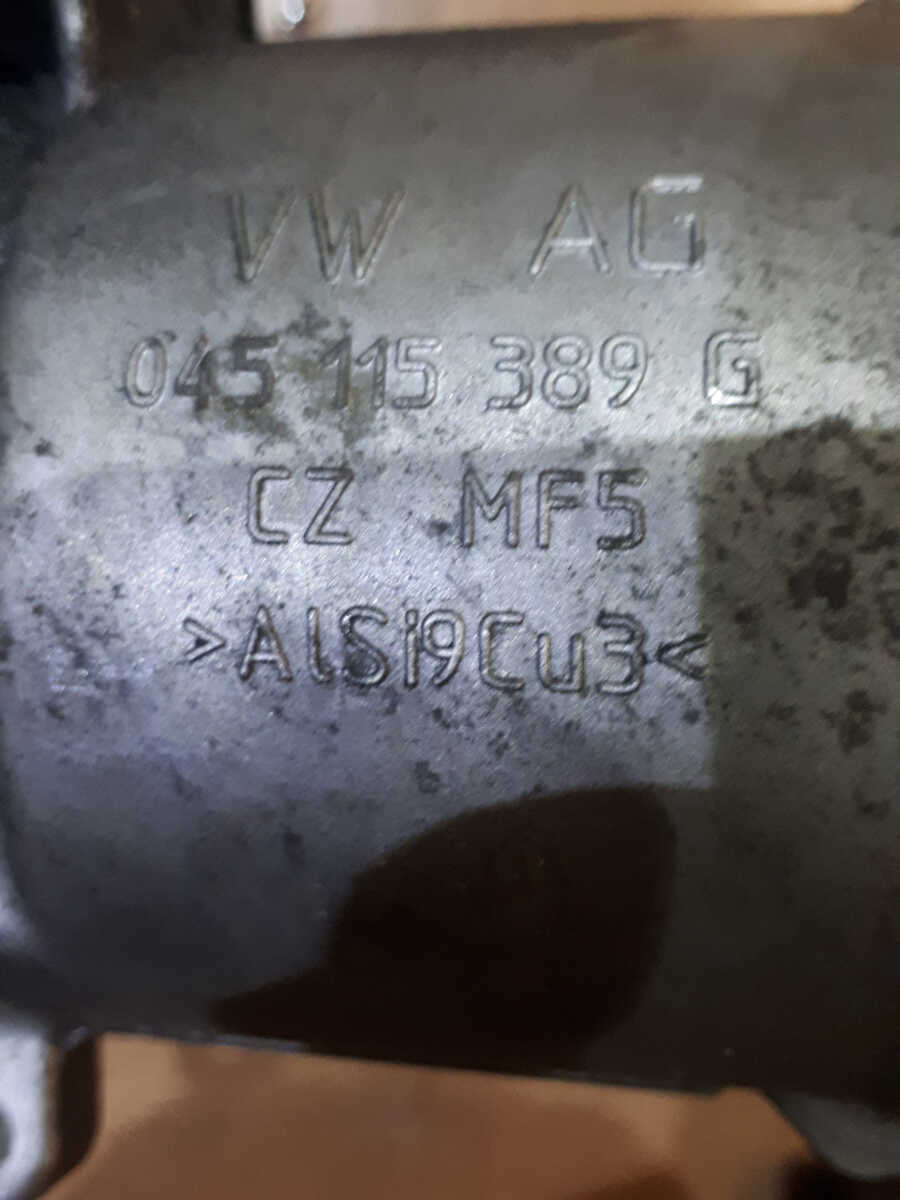 VW AG
045 115 389 G
CZ MF5
>AlSi9Cu3<